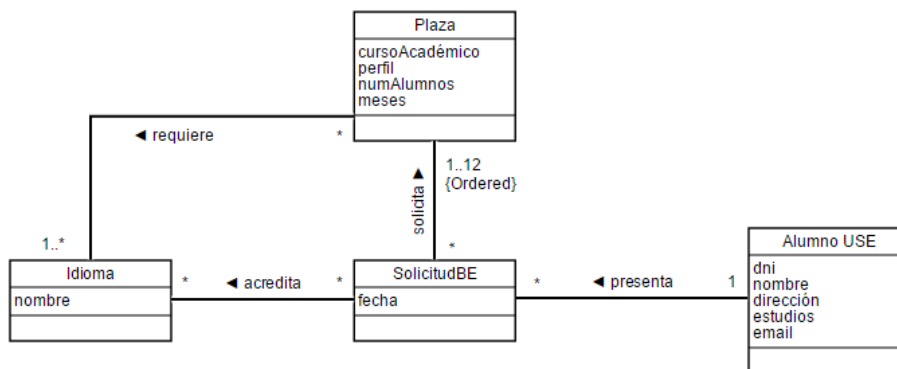 Plaza
cursoAcadémico
perfil
numAlumnos
meses
◄ requiere
*
1..12
{Ordered}
solicita ►
1..*
*
Idioma
nombre
*
◄ acredita
*
SolicitudBE
fecha
*
◄ presenta
1
Alumno USE
dni
nombre
dirección
estudios
email